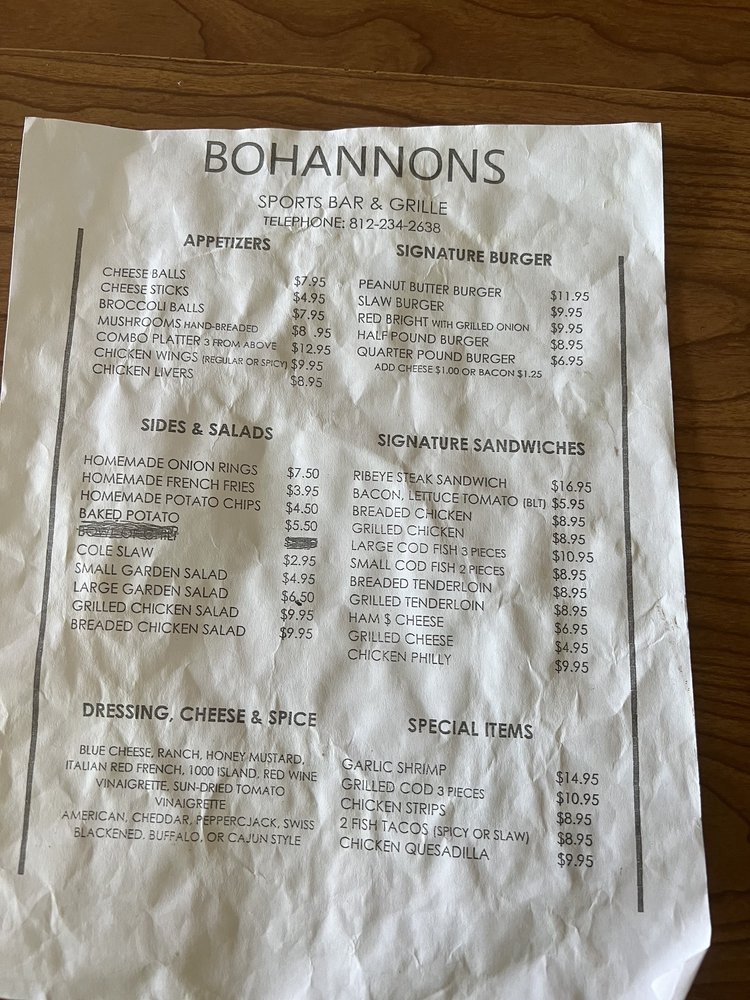 BOHANNONS
SPORTS BAR & GRILLE
TELEPHONE: 812-234-2638
APPETIZERS
CHEESE BALLS $7.95
CHEESE STICKS $4.95
BROCCOLI BALLS $7.95
MUSHROOMS HAND-BREADED $8 .95
COMBO PLATTER 3 FROM ABOVE $12.95
CHICKEN WINGS (REGULAR OR SPICY) $9.95
CHICKEN LIVERS $8.95
SIGNATURE BURGER
PEANUT BUTTER BURGER $11.95
SLAW BURGER $9.95
RED BRIGHT WITH GRILLED ONION $9.95
HALF POUND BURGER $8.95
QUARTER POUND BURGER $6.95
ADD CHEESE $1.00 OR BACON $1.25
SIDES & SALADS
HOMEMADE ONION RINGS $7.50
HOMEMADE FRENCH FRIES $3.95
HOMEMADE POTATO CHIPS $4.50
BAKED POTATO $5.50
COLE SLAW $2.95
SMALL GARDEN SALAD $4.95
LARGE GARDEN SALAD $6.50
GRILLED CHICKEN SALAD $9.95
BREADED CHICKEN SALAD $9.95
SIGNATURE SANDWICHES
RIBEYE STEAK SANDWICH $16.95
BACON, LETTUCE TOMATO (BLT) $5.95
BREADED CHICKEN $8.95
GRILLED CHICKEN $8.95
LARGE COD FISH 3 PIECES $10.95
SMALL COD FISH 2 PIECES $8.95
BREADED TENDERLOIN $8.95
GRILLED TENDERLOIN $8.95
HAM $ CHEESE $6.95
GRILLED CHEESE $4.95
CHICKEN PHILLY $9.95
DRESSING, CHEESE & SPICE
BLUE CHEESE, RANCH, HONEY MUSTARD,
ITALIAN RED FRENCH, 1000 ISLAND, RED WINE
VINAIGRETTE, SUN-DRIED TOMATO
VINAIGRETTE
AMERICAN, CHEDDAR, PEPPERCJACK, SWISS
BLACKENED, BUFFALO, OR CAJUN STYLE
SPECIAL ITEMS
GARLIC SHRIMP $14.95
GRILLED COD 3 PIECES $10.95
CHICKEN STRIPS $8.95
2 FISH TACOS (SPICY OR SLAW) $8.95
CHICKEN QUESADILLA $9.95